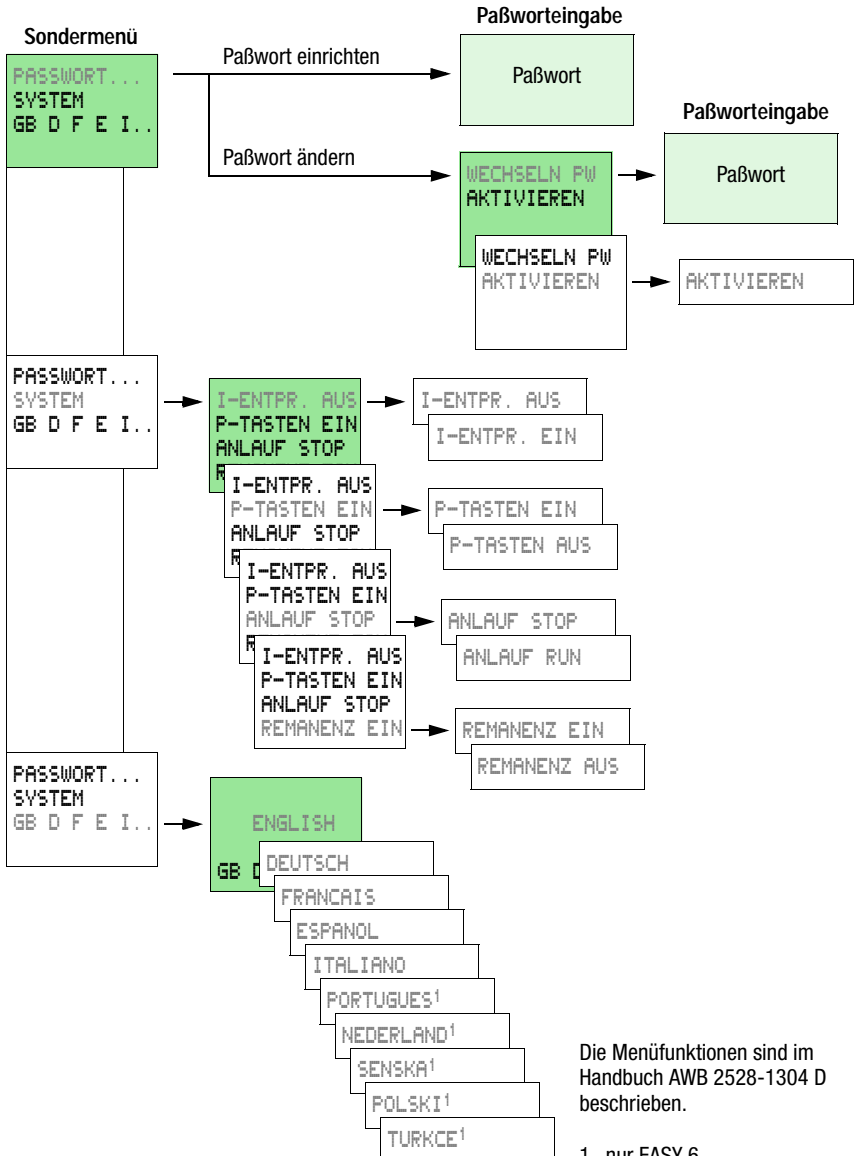 Paßworteingabe
Sondermenü
Paßwort einrichten
PASSWORT...
SYSTEM
GB D F E I..
Paßwort
Paßworteingabe
Paßwort ändern
WECHSELN PW
AKTIVIEREN
Paßwort
WECHSELN PW
AKTIVIEREN
AKTIVIEREN
PASSWORT...
SYSTEM
GB D F E I..
I-ENTPR. AUS
P-TASTEN EIN
ANLAUF STOP
R
I-ENTPR. AUS
I-ENTPR. EIN
I-ENTPR. AUS
P-TASTEN EIN
ANLAUF STOP
R
P-TASTEN EIN
P-TASTEN AUS
I-ENTPR. AUS
P-TASTEN EIN
ANLAUF STOP
R
ANLAUF STOP
ANLAUF RUN
I-ENTPR. AUS
P-TASTEN EIN
ANLAUF STOP
REMANENZ EIN
REMANENZ EIN
REMANENZ AUS
PASSWORT...
SYSTEM
GB D F E I..
ENGLISH
GB D
DEUTSCH
FRANCAIS
ESPANOL
ITALIANO
PORTUGUES¹
NEDERLAND¹
SENSKA¹
POLSKI¹
TURKCE¹
Die Menüfunktionen sind im
Handbuch AWB 2528-1304 D
beschrieben.
1 nur EASY 6